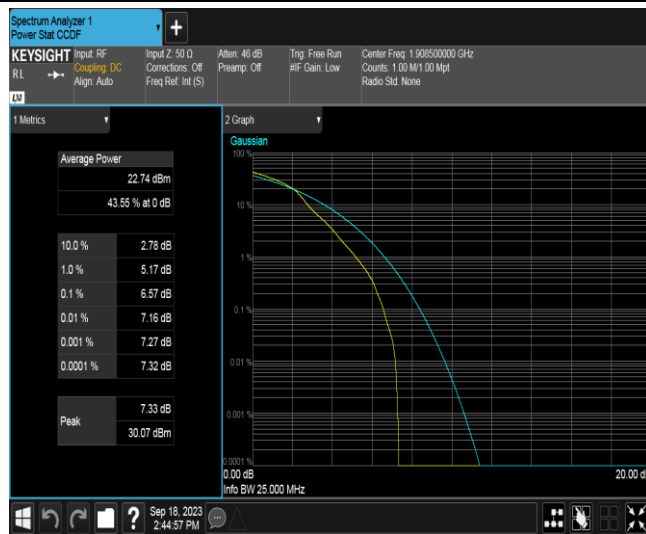 Spectrum Analyzer 1
Power Stat CCDF
+
KEYSIGHT
RL
LXI
Input: RF
Coupling: DC
Align: Auto
Input Z: 50 Ω
Corrections: Off
Freq Ref: Int (S)
Atten: 46 dB
Preamp: Off
Trig: Free Run
#IF Gain: Low
Center Freq: 1.908500000 GHz
Counts: 1.00 M/1.00 Mpt
Radio Std: None
1 Metrics
Average Power
22.74 dBm
43.55 % at 0 dB
10.0 % 2.78 dB
1.0 % 5.17 dB
0.1 % 6.57 dB
0.01 % 7.16 dB
0.001 % 7.27 dB
0.0001 % 7.32 dB
Peak
7.33 dB
30.07 dBm
2 Graph
Gaussian
100 %
10 %
1 %
0.1 %
0.01 %
0.001 %
0.0001 %
0.00 dB
20.00 d
Info BW 25.000 MHz
?
Sep 18, 2023
2:44:57 PM